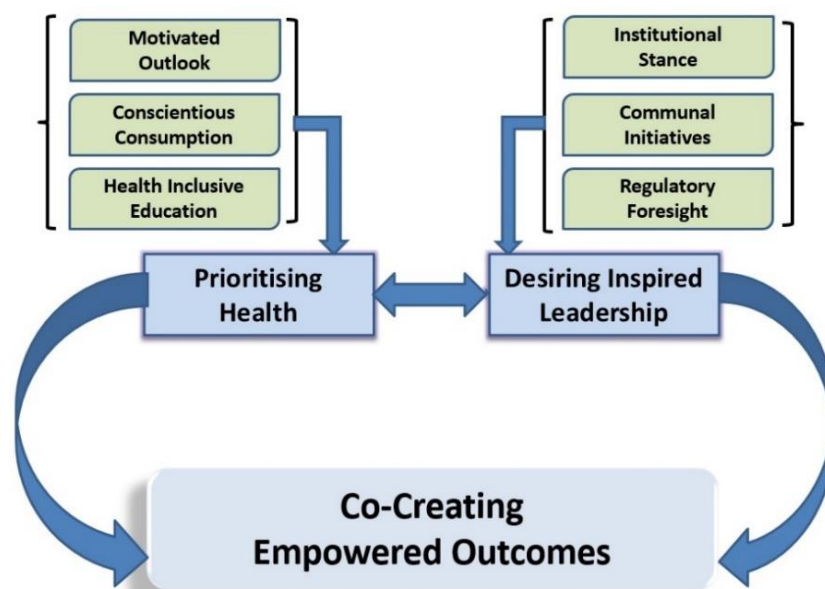 Motivated
Outlook
Conscientious
Consumption
Health Inclusive
Education
Institutional
Stance
Communal
Initiatives
Regulatory
Foresight
Prioritising
Health
Desiring Inspired
Leadership
Co-Creating
Empowered Outcomes